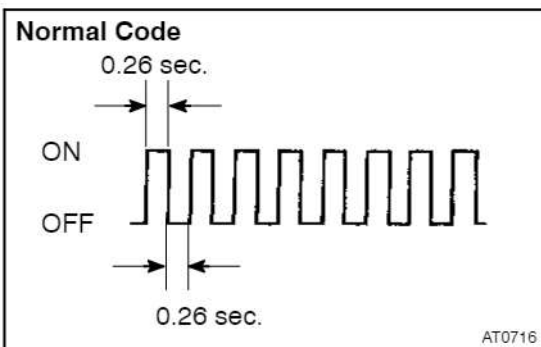 Normal Code
0.26 sec.
ON
OFF
0.26 sec.
AT0716